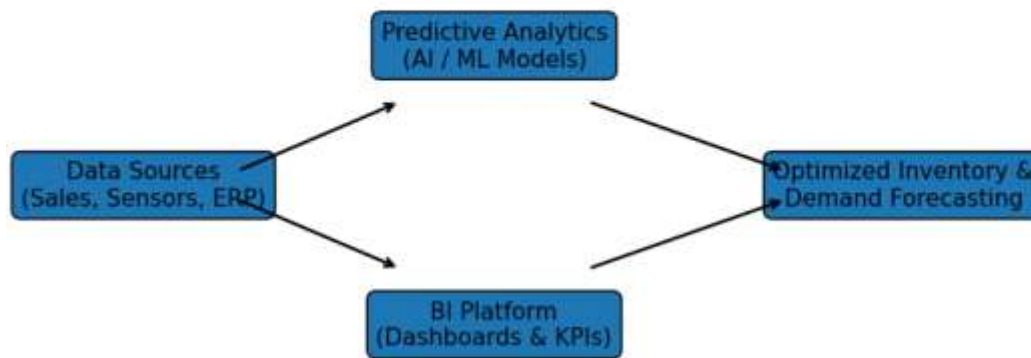 Predictive Analytics
(AI / ML Models)
Data Sources
(Sales, Sensors, ERP)
Optimized Inventory &
Demand Forecasting
BI Platform
(Dashboards & KPIs)